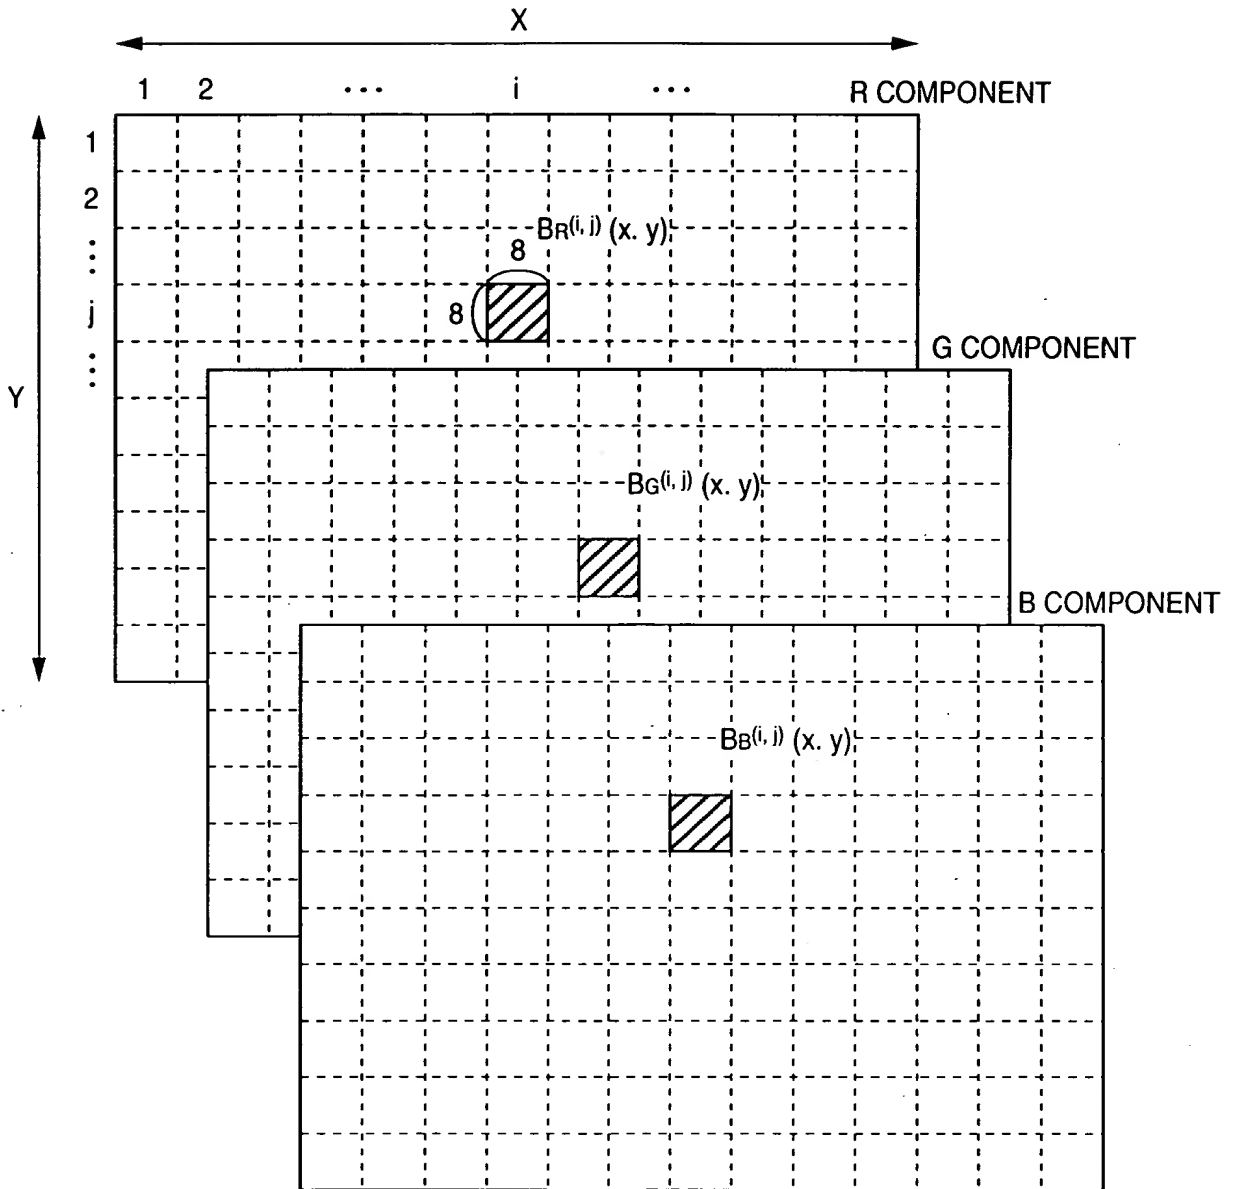 X
1 2 ... i ... R COMPONENT
1
2
⋮
j
⋮
Y
BR(i, j) (x. y)
8
8
G COMPONENT
BG(i, j) (x. y)
B COMPONENT
BB(i, j) (x. y)